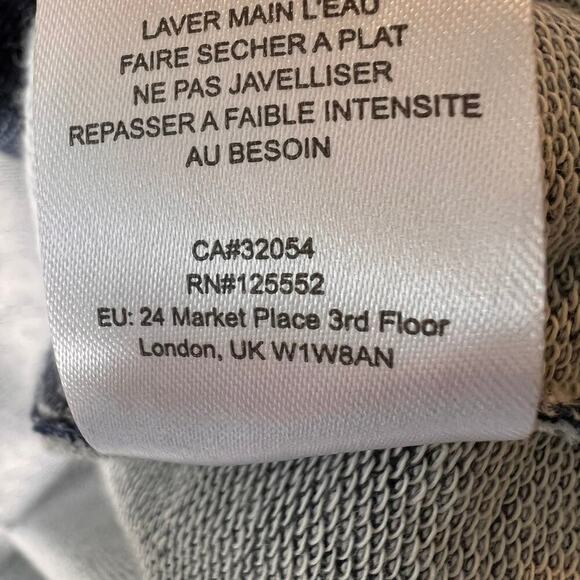 LAVER MAIN L'EAU
FAIRE SECHER A PLAT
NE PAS JAVELLISER
REPASSER A FAIBLE INTENSITE
AU BESOIN
CA#32054
RN#125552
EU: 24 Market Place 3rd Floor
London, UK W1W8AN